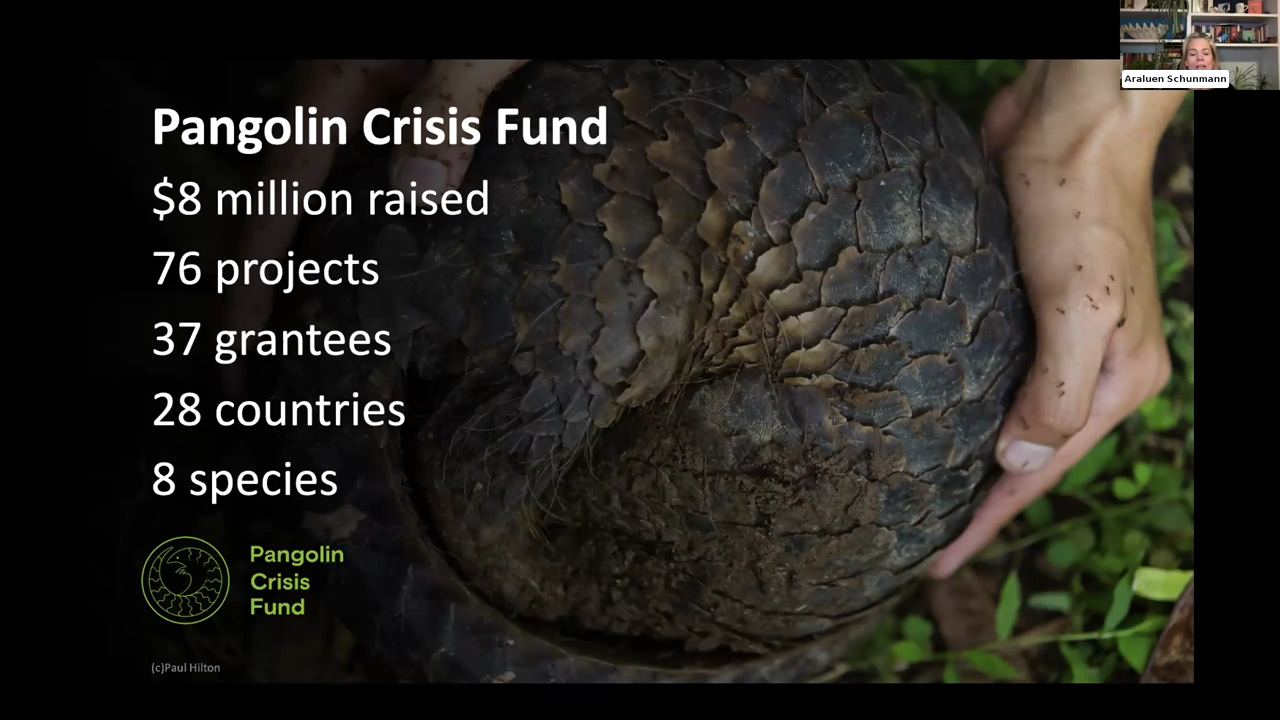 Araluen Schunmann
Pangolin Crisis Fund
$8 million raised
76 projects
37 grantees
28 countries
8 species
Pangolin
Crisis
Fund
(c)Paul Hilton